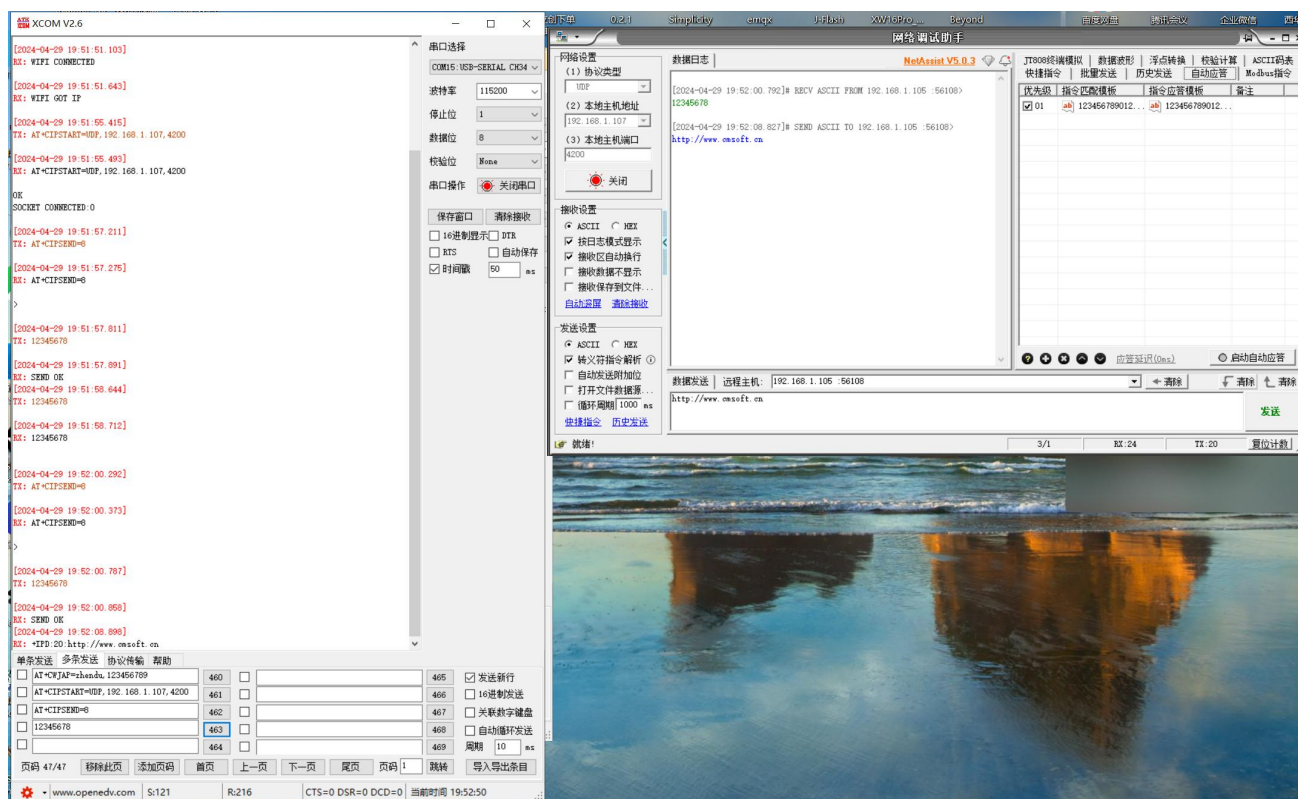 XCOM V2.6
[2024-04-29 19:51:51.103]
RX: WIFI CONNECTED
[2024-04-29 19:51:51.643]
RX: WIFI GOT IP
[2024-04-29 19:51:55.415]
TX: AT+CIPSTART=UDP,192.168.1.107,4200
[2024-04-29 19:51:55.493]
RX: AT+CIPSTART=UDP,192.168.1.107,4200
OK
SOCKET CONNECTED:0
[2024-04-29 19:51:57.211]
TX: AT+CIPSEND=8
[2024-04-29 19:51:57.275]
RX: AT+CIPSEND=8
>
[2024-04-29 19:51:57.811]
TX: 12345678
[2024-04-29 19:51:57.891]
RX: SEND OK
[2024-04-29 19:51:58.644]
TX: 12345678
[2024-04-29 19:51:58.712]
RX: 12345678
[2024-04-29 19:52:00.292]
TX: AT+CIPSEND=8
[2024-04-29 19:52:00.373]
RX: AT+CIPSEND=8
>
[2024-04-29 19:52:00.787]
TX: 12345678
[2024-04-29 19:52:00.858]
RX: SEND OK
[2024-04-29 19:52:08.898]
RX: +IPD:20:http://www.cmsoft.cn
串口选择
COM15:USB-SERIAL CH34
波特率 115200
停止位 1
数据位 8
校验位 None
串口操作 关闭串口
保存窗口 清除接收
16进制显示 DTR
RTS 自动保存
时间戳 50 ms
单条发送 多条发送 协议传输 帮助
AT+CWJAP=zhendu,123456789 460 465 发送新行
AT+CIPSTART=UDP,192.168.1.107,4200 461 466 16进制发送
AT+CIPSEND=8 462 467 关联数字键盘
12345678 463 468 自动循环发送
464 469 周期 10 ms
页码 47/47 移除此页 添加页码 首页 上一页 下一页 尾页 页码 1 跳转 导入导出条目
www.openedv.com S:121 R:216 CTS=0 DSR=0 DCD=0 当前时间 19:52:50
创下单 0.2.1 Simplicity emqx J-Flash XW16Pro_... Beyond 百度网盘 腾讯会议 企业微信
网络调试助手
网络设置
(1) 协议类型
UDP
(2) 本地主机地址
192.168.1.107
(3) 本地主机端口
4200
关闭
接收设置
ASCII HEX
按日志模式显示
接收区自动换行
接收数据不显示
接收保存到文件...
自动滚屏 清除接收
发送设置
ASCII HEX
转义符指令解析
自动发送附加位
打开文件数据源...
循环周期 1000 ms
快捷指令 历史发送
就绪!
数据日志 NetAssist V5.0.3
[2024-04-29 19:52:00.792]# RECV ASCII FROM 192.168.1.105 :56108>
12345678
[2024-04-29 19:52:08.827]# SEND ASCII TO 192.168.1.105 :56108>
http://www.cmsoft.cn
JT808终端模拟 数据波形 浮点转换 校验计算 ASCII码表
快捷指令 批量发送 历史发送 自动应答 Modbus指令
优先级 指令匹配模板 指令应答模板 备注
01 ab 123456789012... ab 123456789012...
应答延迟(0ms) 启动自动应答
数据发送 远程主机: 192.168.1.105 :56108 清除 清除 清除
http://www.cmsoft.cn
发送
3/1 RX:24 TX:20 复位计数